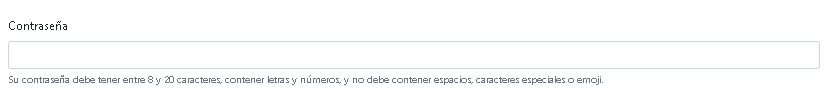 Contraseña
Su contraseña debe tener entre 8 y 20 caracteres, contener letras y números, y no debe contener espacios, caracteres especiales o emoji.